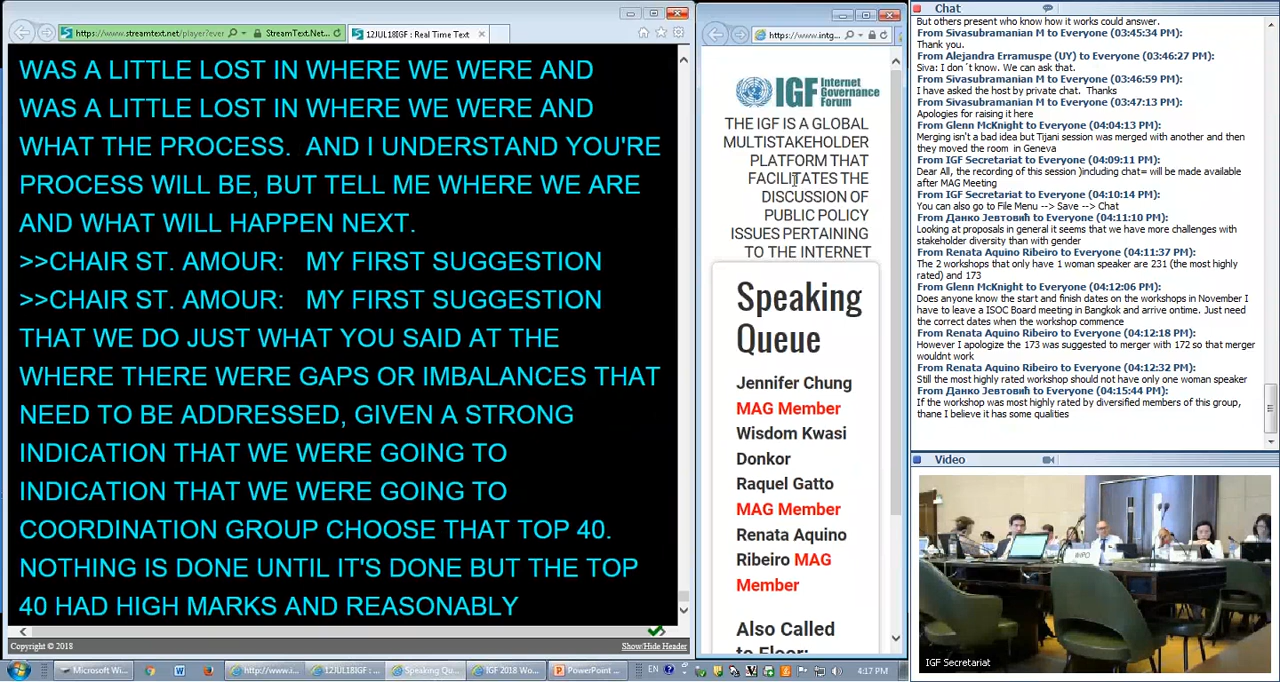 https://www.streamtext.net/player?ever
StreamText.Net...
12JUL18IGF : Real Time Text
WAS A LITTLE LOST IN WHERE WE WERE AND
WAS A LITTLE LOST IN WHERE WE WERE AND
WHAT THE PROCESS.  AND I UNDERSTAND YOU'RE
PROCESS WILL BE, BUT TELL ME WHERE WE ARE
AND WHAT WILL HAPPEN NEXT.
>>CHAIR ST. AMOUR:   MY FIRST SUGGESTION
>>CHAIR ST. AMOUR:   MY FIRST SUGGESTION
THAT WE DO JUST WHAT YOU SAID AT THE
WHERE THERE WERE GAPS OR IMBALANCES THAT
NEED TO BE ADDRESSED, GIVEN A STRONG
INDICATION THAT WE WERE GOING TO
INDICATION THAT WE WERE GOING TO
COORDINATION GROUP CHOOSE THAT TOP 40.
NOTHING IS DONE UNTIL IT'S DONE BUT THE TOP
40 HAD HIGH MARKS AND REASONABLY
Copyright © 2018
Show/Hide Header
https://www.intg
IGF Internet
Governance
Forum
THE IGF IS A GLOBAL
MULTISTAKEHOLDER
PLATFORM THAT
FACILITATES THE
DISCUSSION OF
PUBLIC POLICY
ISSUES PERTAINING
TO THE INTERNET
Speaking
Queue
Jennifer Chung
MAG Member
Wisdom Kwasi
Donkor
Raquel Gatto
MAG Member
Renata Aquino
Ribeiro MAG
Member
Also Called
to Floor:
Chat
But others present who know how it works could answer.
From Sivasubramanian M to Everyone (03:45:34 PM):
Thank you.
From Alejandra Erramuspe (UY) to Everyone (03:46:27 PM):
Siva: I don´t know. We can ask that.
From Sivasubramanian M to Everyone (03:46:59 PM)
I have asked the host by private chat.  Thanks
From Sivasubramanian M to Everyone (03:47:13 PM):
Apologies for raising it here
From Glenn McKnight to Everyone (04:04:13 PM):
Merging isn't a bad idea but Tijani session was merged with another and then
they moved the room  in Geneva
From IGF Secretariat to Everyone (04:09:11 PM):
Dear All, the recording of this session )including chat= will be made available
after MAG Meeting
From IGF Secretariat to Everyone (04:10:14 PM):
You can also go to File Menu --> Save --> Chat
From Данко Јевтовић to Everyone (04:11:10 PM):
Looking at proposals in general it seems that we have more challenges with
stakeholder diversity than with gender
From Renata Aquino Ribeiro to Everyone (04:11:37 PM):
The 2 workshops that only have 1 woman speaker are 231 (the most highly
rated) and 173
From Glenn McKnight to Everyone (04:12:06 PM):
Does anyone know the start and finish dates on the workshops in November I
have to leave a ISOC Board meeting in Bangkok and arrive ontime. Just need
the correct dates when the workshop commence
From Renata Aquino Ribeiro to Everyone (04:12:18 PM):
However I apologize the 173 was suggested to merger with 172 so that merger
wouldnt work
From Renata Aquino Ribeiro to Everyone (04:12:32 PM):
Still the most highly rated workshop should not have only one woman speaker
From Данко Јевтовић to Everyone (04:15:44 PM):
If the workshop was most highly rated by diversified members of this group,
thane I believe it has some qualities
Video
IGF Secretariat
Microsoft Wi...
http://www.i...
12JUL18IGF : ...
Speaking Qu...
IGF 2018 Wo...
PowerPoint ...
EN
4:17 PM